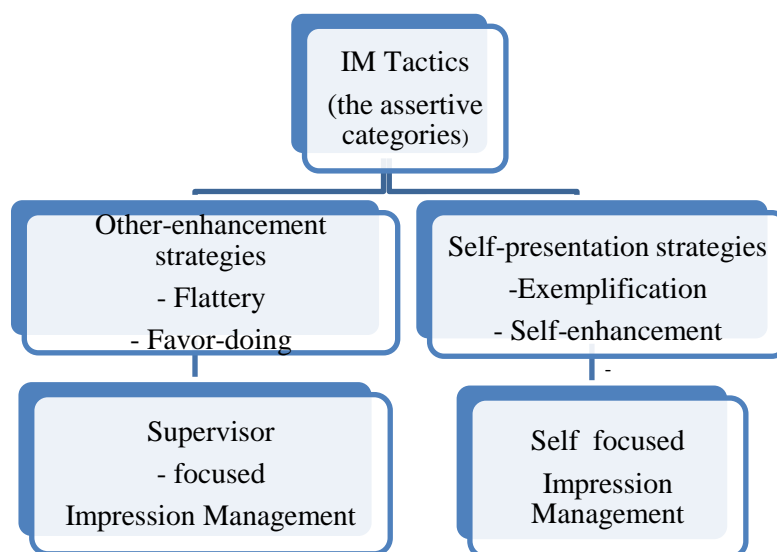 IM Tactics
(the assertive
categories)
Other-enhancement
strategies
- Flattery
- Favor-doing
Self-presentation strategies
-Exemplification
- Self-enhancement
-
Supervisor
- focused
Impression Management
Self focused
Impression
Management